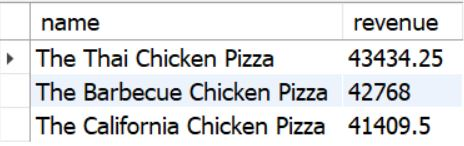 name revenue
The Thai Chicken Pizza 43434.25
The Barbecue Chicken Pizza 42768
The California Chicken Pizza 41409.5